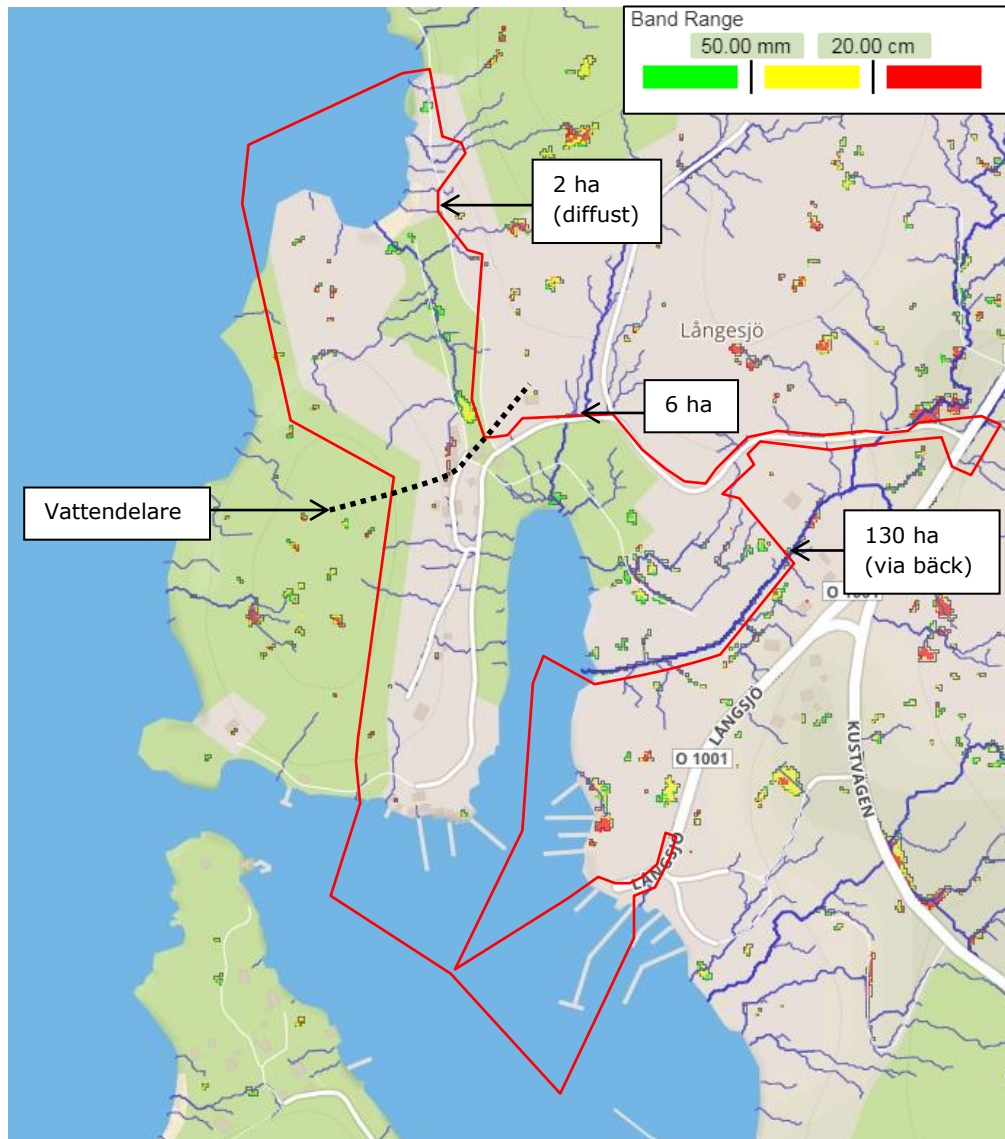 Band Range
50.00 mm 20.00 cm
2 ha
(diffust)
Långesjö
6 ha
Vattendelare
130 ha
(via bäck)
LÅNGSJÖ
O 1001
KUSTVÄGEN
LÅNGSJÖ